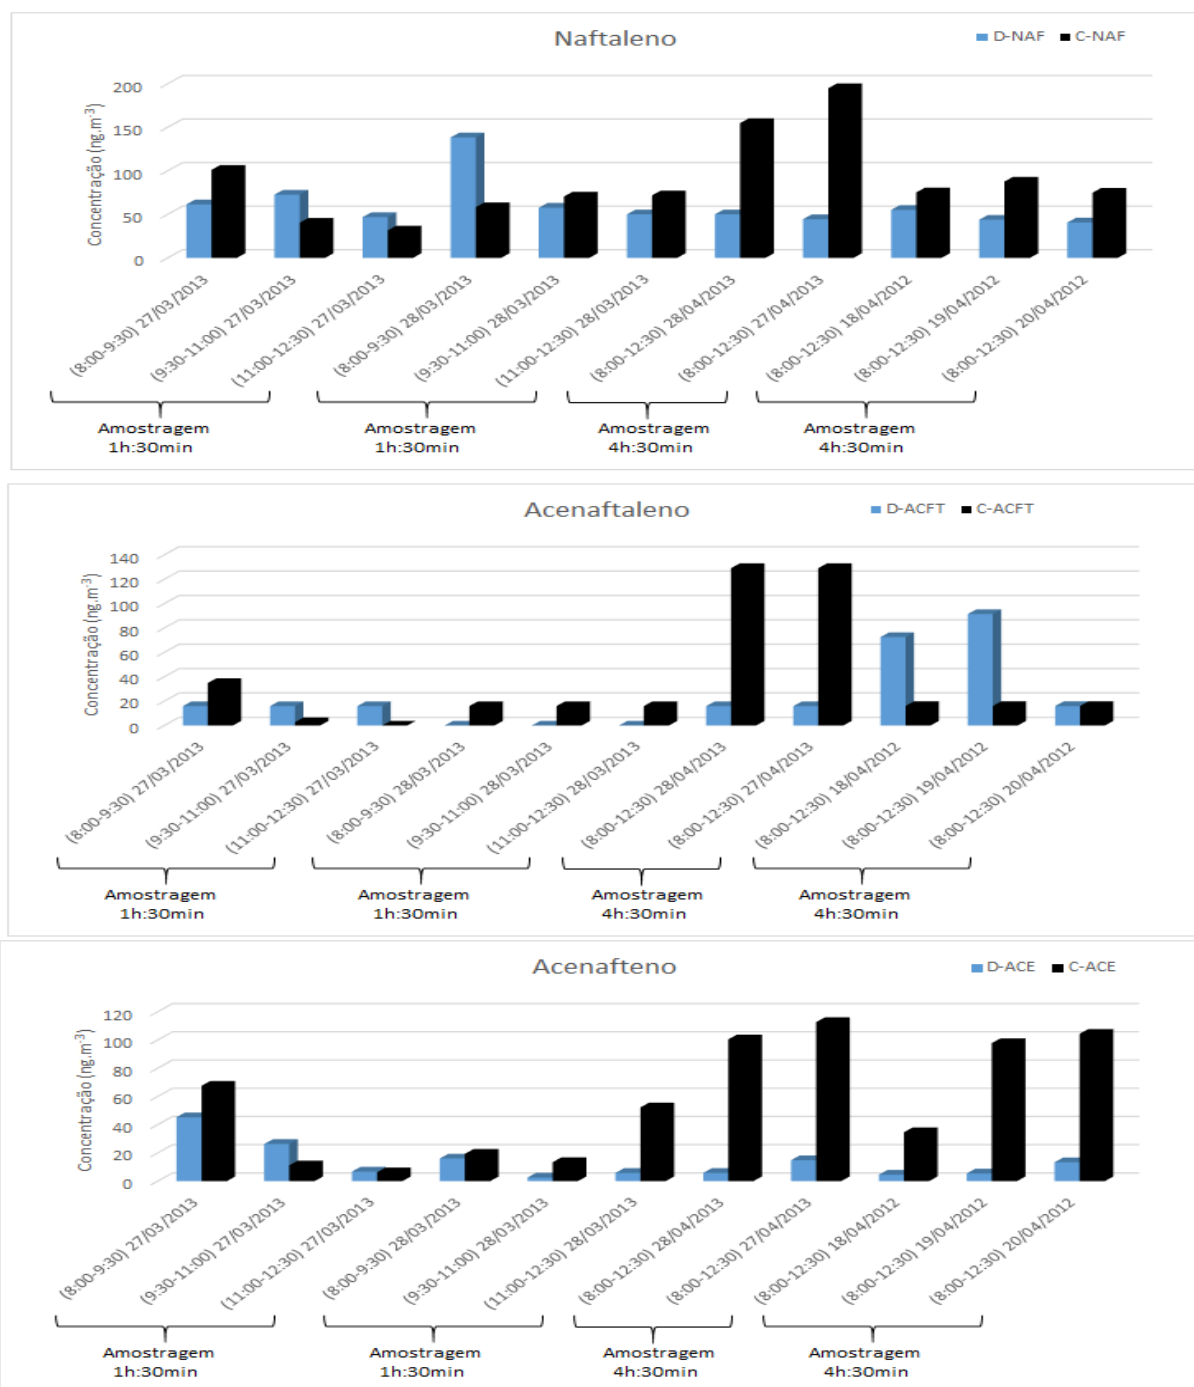 Naftaleno
D-NAF C-NAF
Concentração (ng.m-3)
200
150
100
50
0
(8:00-9:30) 27/03/2013
(9:30-11:00) 27/03/2013
(11:00-12:30) 27/03/2013
(8:00-9:30) 28/03/2013
(9:30-11:00) 28/03/2013
(11:00-12:30) 28/03/2013
(8:00-12:30) 28/04/2013
(8:00-12:30) 27/04/2013
(8:00-12:30) 18/04/2012
(8:00-12:30) 19/04/2012
(8:00-12:30) 20/04/2012
Amostragem
1h:30min
Amostragem
1h:30min
Amostragem
4h:30min
Amostragem
4h:30min
Acenaftaleno
D-ACFT C-ACFT
Concentração (ng.m-3)
140
120
100
80
60
40
20
0
(8:00-9:30) 27/03/2013
(9:30-11:00) 27/03/2013
(11:00-12:30) 27/03/2013
(8:00-9:30) 28/03/2013
(9:30-11:00) 28/03/2013
(11:00-12:30) 28/03/2013
(8:00-12:30) 28/04/2013
(8:00-12:30) 27/04/2013
(8:00-12:30) 18/04/2012
(8:00-12:30) 19/04/2012
(8:00-12:30) 20/04/2012
Amostragem
1h:30min
Amostragem
1h:30min
Amostragem
4h:30min
Amostragem
4h:30min
Acenafteno
D-ACE C-ACE
Concentração (ng.m-3)
120
100
80
60
40
20
0
(8:00-9:30) 27/03/2013
(9:30-11:00) 27/03/2013
(11:00-12:30) 27/03/2013
(8:00-9:30) 28/03/2013
(9:30-11:00) 28/03/2013
(11:00-12:30) 28/03/2013
(8:00-12:30) 28/04/2013
(8:00-12:30) 27/04/2013
(8:00-12:30) 18/04/2012
(8:00-12:30) 19/04/2012
(8:00-12:30) 20/04/2012
Amostragem
1h:30min
Amostragem
1h:30min
Amostragem
4h:30min
Amostragem
4h:30min